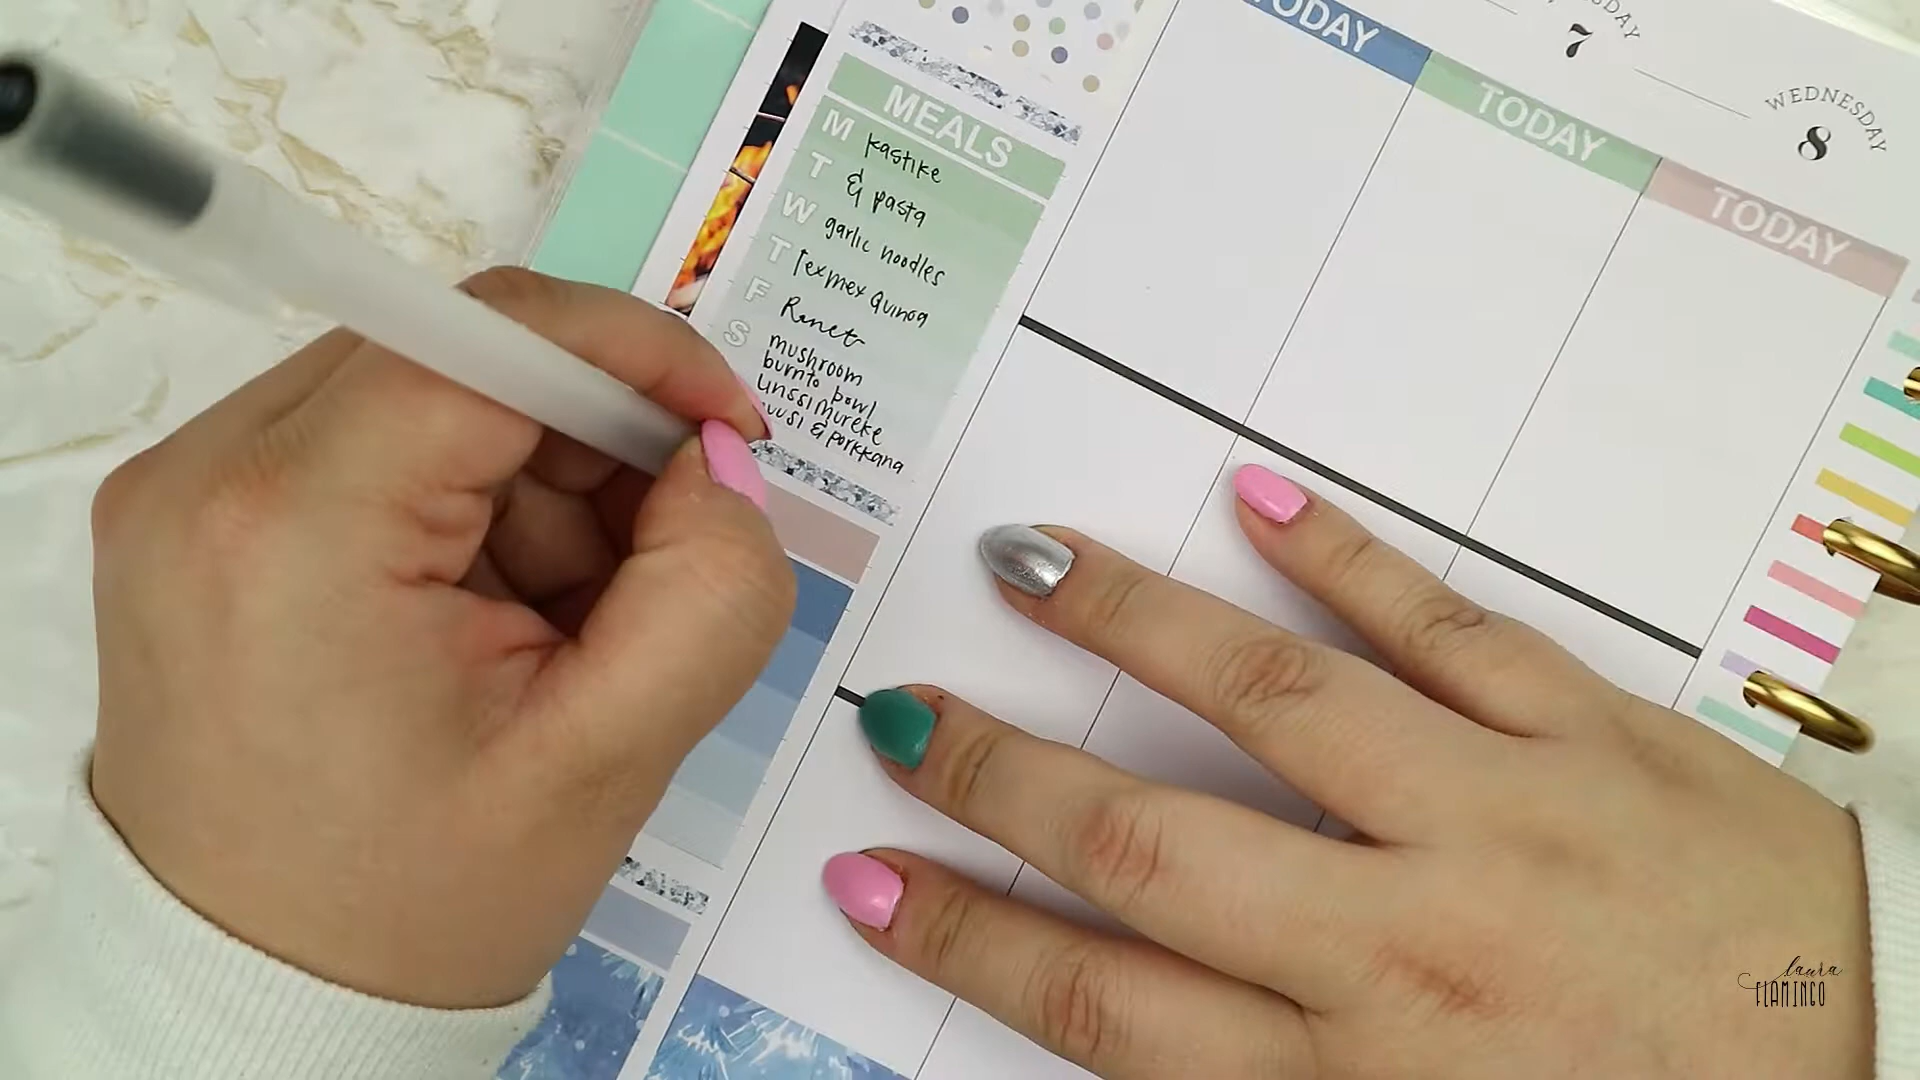 TODAY
7
TODAY
WEDNESDAY
8
TODAY
MEALS
M kastike
T & pasta
W garlic noodles
T Texmex Quinoa
F Ranet
S mushroom
burrito bowl
linssimureke
& porkkana
laura
FLAMINGO